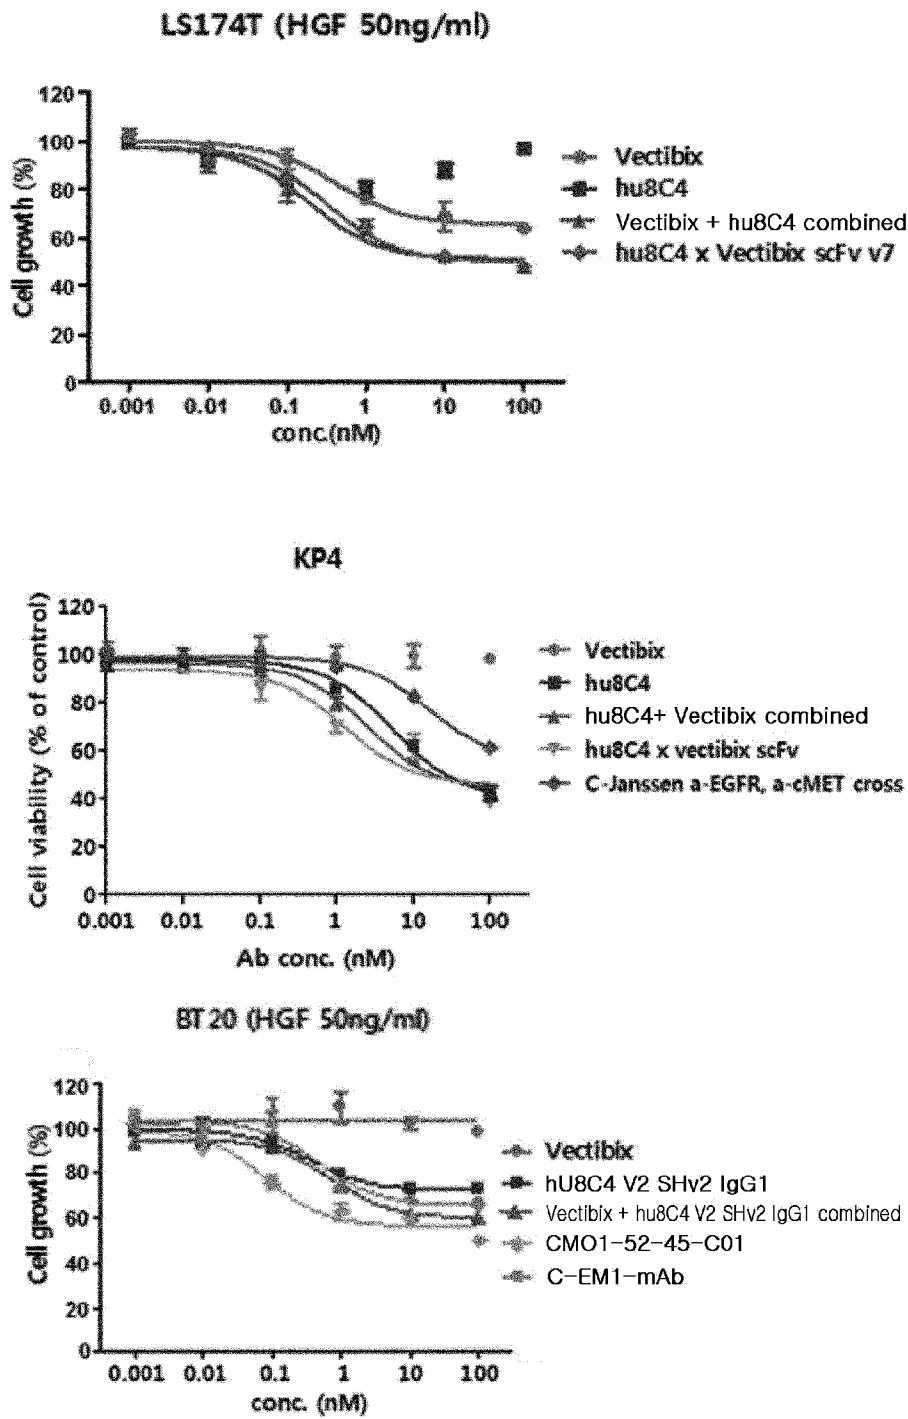 LS174T (HGF 50ng/ml)
120
100
80
60
40
20
0
Cell growth (%)
0.001 0.01 0.1 1 10 100
conc.(nM)
Vectibix
hu8C4
Vectibix + hu8C4 combined
hu8C4 x Vectibix scFv v7
KP4
120
100
80
60
40
20
0
Cell viability (% of control)
0.001 0.01 0.1 1 10 100
Ab conc. (nM)
Vectibix
hu8C4
hu8C4+ Vectibix combined
hu8C4 x vectibix scFv
C-Janssen a-EGFR, a-cMET cross
BT20 (HGF 50ng/ml)
120
100
80
60
40
20
0
Cell growth (%)
0.001 0.01 0.1 1 10 100
conc. (nM)
Vectibix
hU8C4 V2 SHv2 IgG1
Vectibix + hu8C4 V2 SHv2 IgG1 combined
CMO1-52-45-C01
C-EM1-mAb